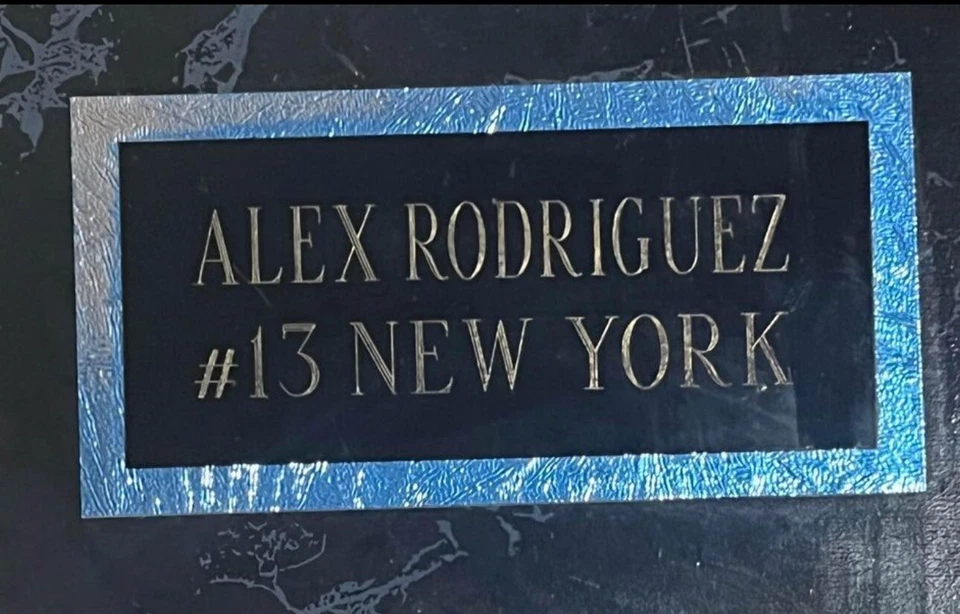 ALEX RODRIGUEZ
#13 NEW YORK